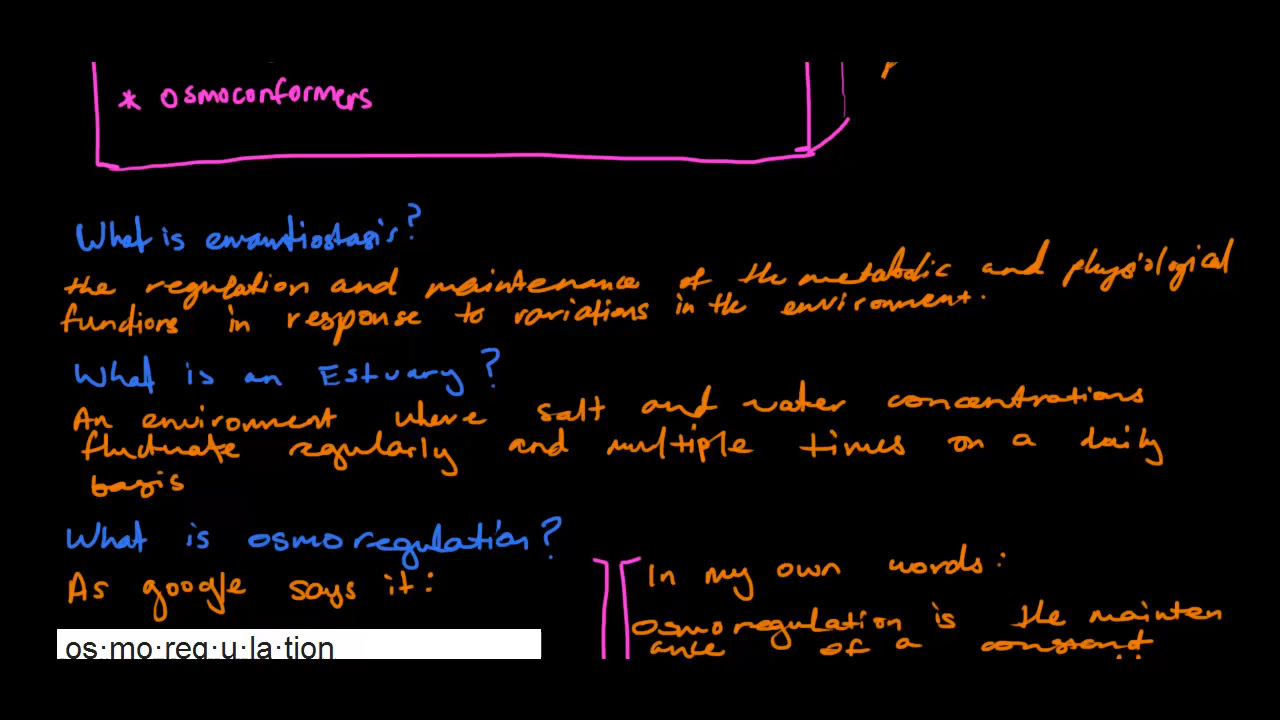 * osmoconformers
What is enantiostasis?
the regulation and maintenance of the metabolic and physiological
functions in response to variations in the environment.
What is an Estuary?
An environment where salt and water concentrations
fluctuate regularly and multiple times on a daily
basis
What is osmoregulation?
As google says it:
os·mo·reg·u·la·tion
In my own words:
osmoregulation is the mainten
ance of a constant